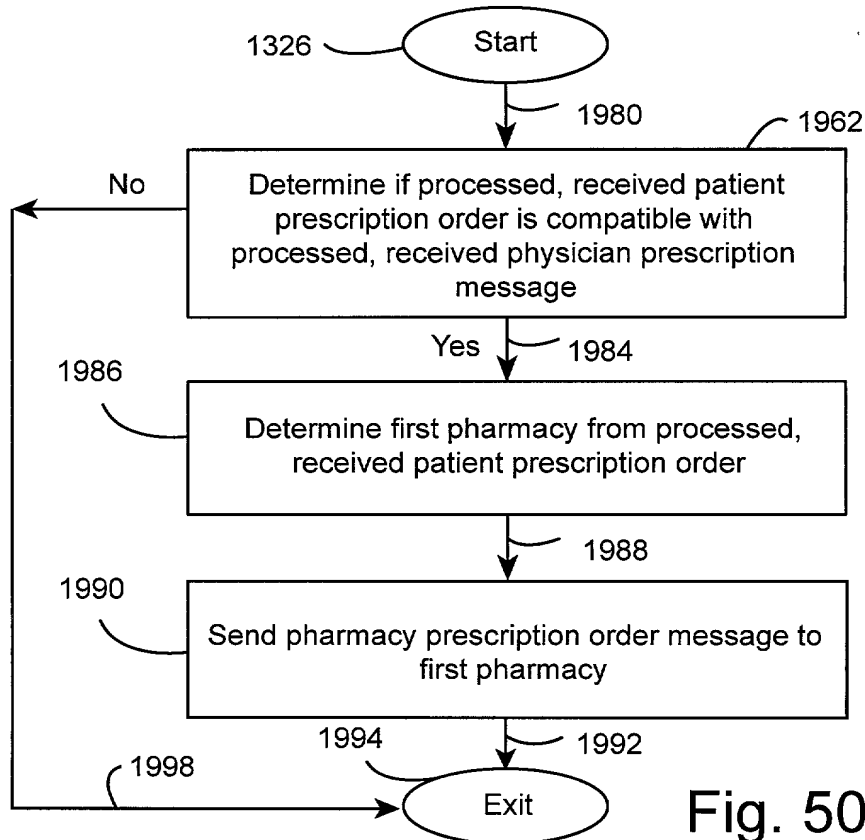 1326
Start
1980
1962
No
Determine if processed, received patient
prescription order is compatible with
processed, received physician prescription
message
Yes
1984
1986
Determine first pharmacy from processed,
received patient prescription order
1988
1990
Send pharmacy prescription order message to
first pharmacy
1994
1992
1998
Exit
Fig. 50